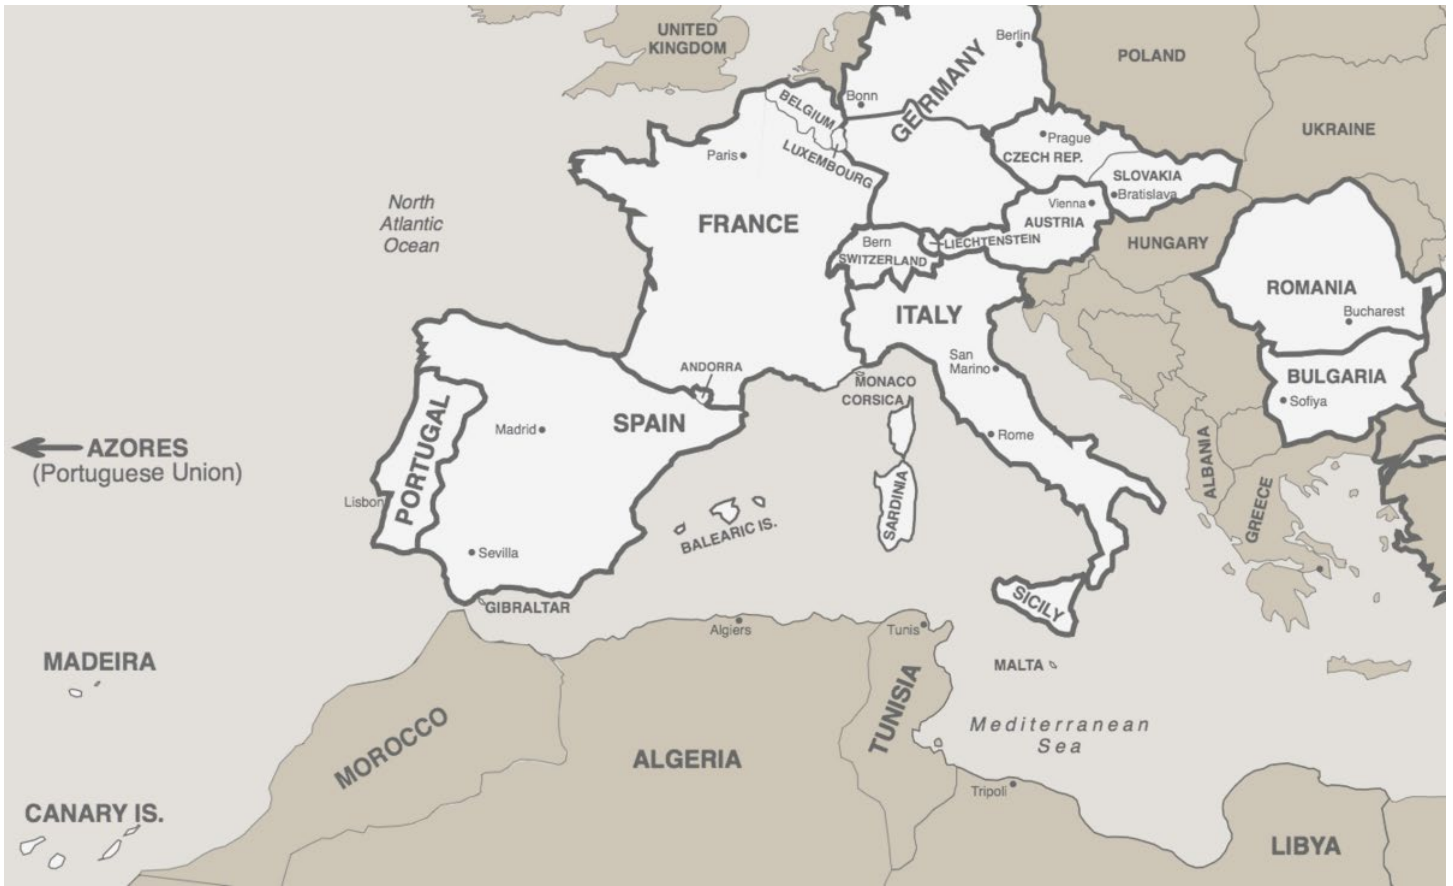 UNITED
KINGDOM
Berlin
POLAND
GERMANY
Bonn
BELGIUM
UKRAINE
Prague
CZECH REP.
Paris
LUXEMBOURG
SLOVAKIA
Bratislava
Vienna
North
Atlantic
Ocean
FRANCE
AUSTRIA
Bern
LIECHTENSTEIN
HUNGARY
SWITZERLAND
ROMANIA
ITALY
Bucharest
San
Marino
ANDORRA
MONACO
BULGARIA
CORSICA
Sofiya
PORTUGAL
SPAIN
Madrid
Rome
AZORES
(Portuguese Union)
ALBANIA
Lisbon
SARDINIA
GREECE
BALEARIC IS.
Sevilla
GIBRALTAR
SICILY
Algiers
Tunis
MADEIRA
MALTA
TUNISIA
MOROCCO
Mediterranean
Sea
ALGERIA
Tripoli
CANARY IS.
LIBYA